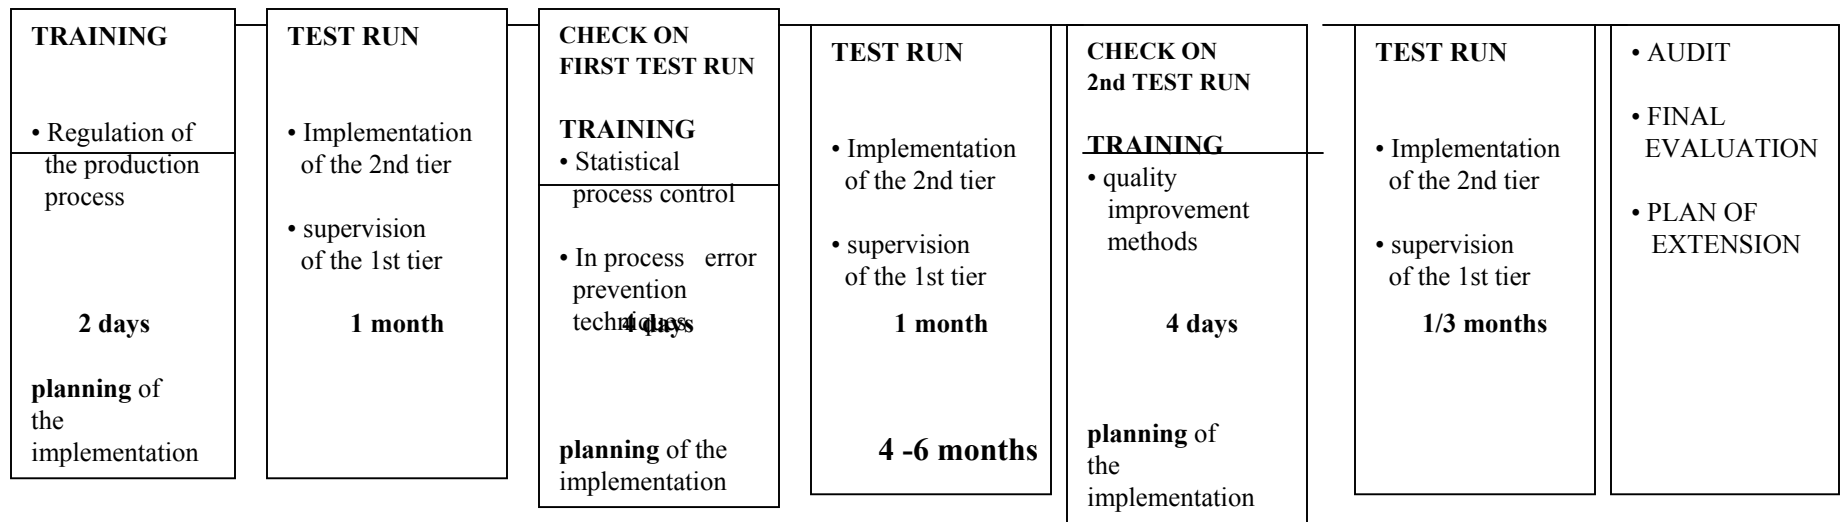 TRAINING
• Regulation of
the production
process
2 days
planning of
the
implementation
TEST RUN
• Implementation
of the 2nd tier
• supervision
of the 1st tier
1 month
CHECK ON
FIRST TEST RUN
TRAINING
• Statistical
process control
• In process error
prevention
techniques
4 days
planning of the
implementation
TEST RUN
• Implementation
of the 2nd tier
• supervision
of the 1st tier
1 month
4 -6 months
CHECK ON
2nd TEST RUN
TRAINING
• quality
improvement
methods
4 days
planning of
the
implementation
TEST RUN
• Implementation
of the 2nd tier
• supervision
of the 1st tier
1/3 months
• AUDIT
• FINAL
EVALUATION
• PLAN OF
EXTENSION